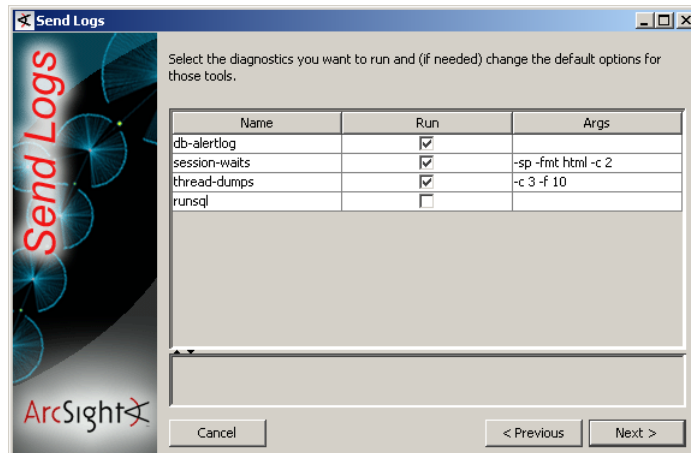 Send Logs
Send Logs
Select the diagnostics you want to run and (if needed) change the default options for
those tools.
Name Run Args
db-alertlog
session-waits -sp -fmt html -c 2
thread-dumps -c 3 -f 10
runsql
ArcSight
Cancel < Previous Next >